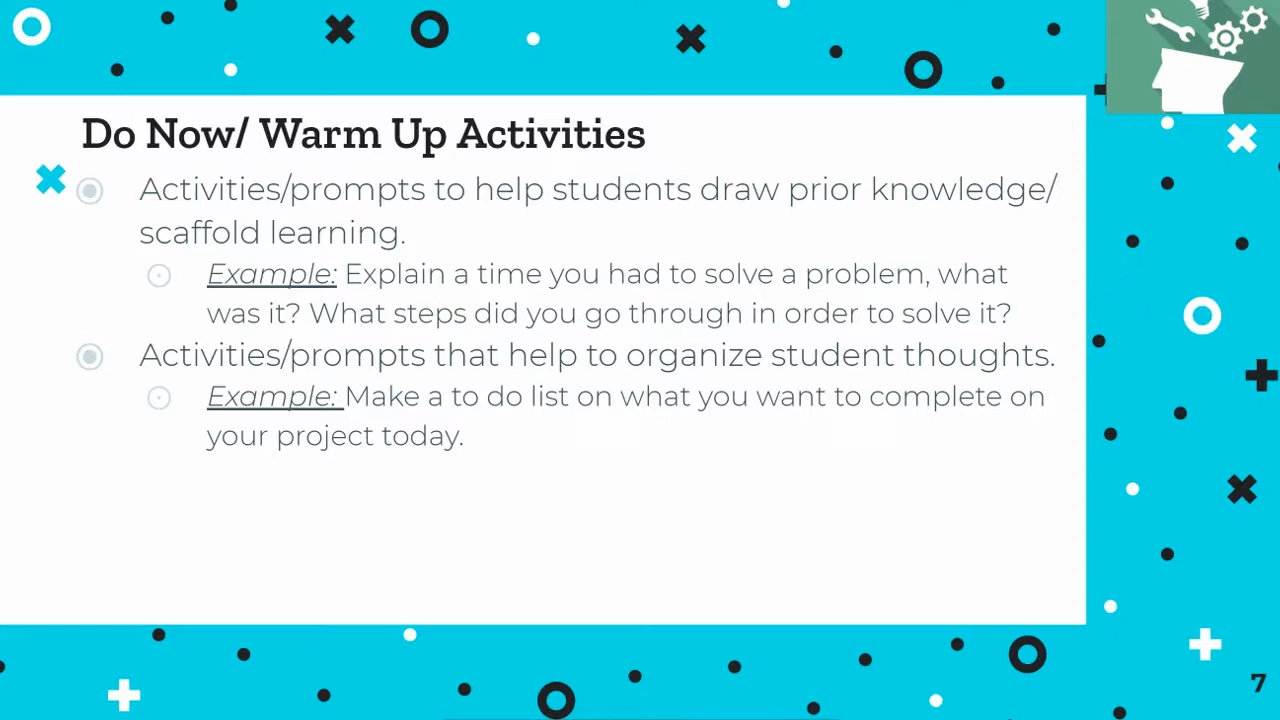 Do Now/ Warm Up Activities
Activities/prompts to help students draw prior knowledge/
scaffold learning.
Example: Explain a time you had to solve a problem, what
was it? What steps did you go through in order to solve it?
Activities/prompts that help to organize student thoughts.
Example: Make a to do list on what you want to complete on
your project today.
7